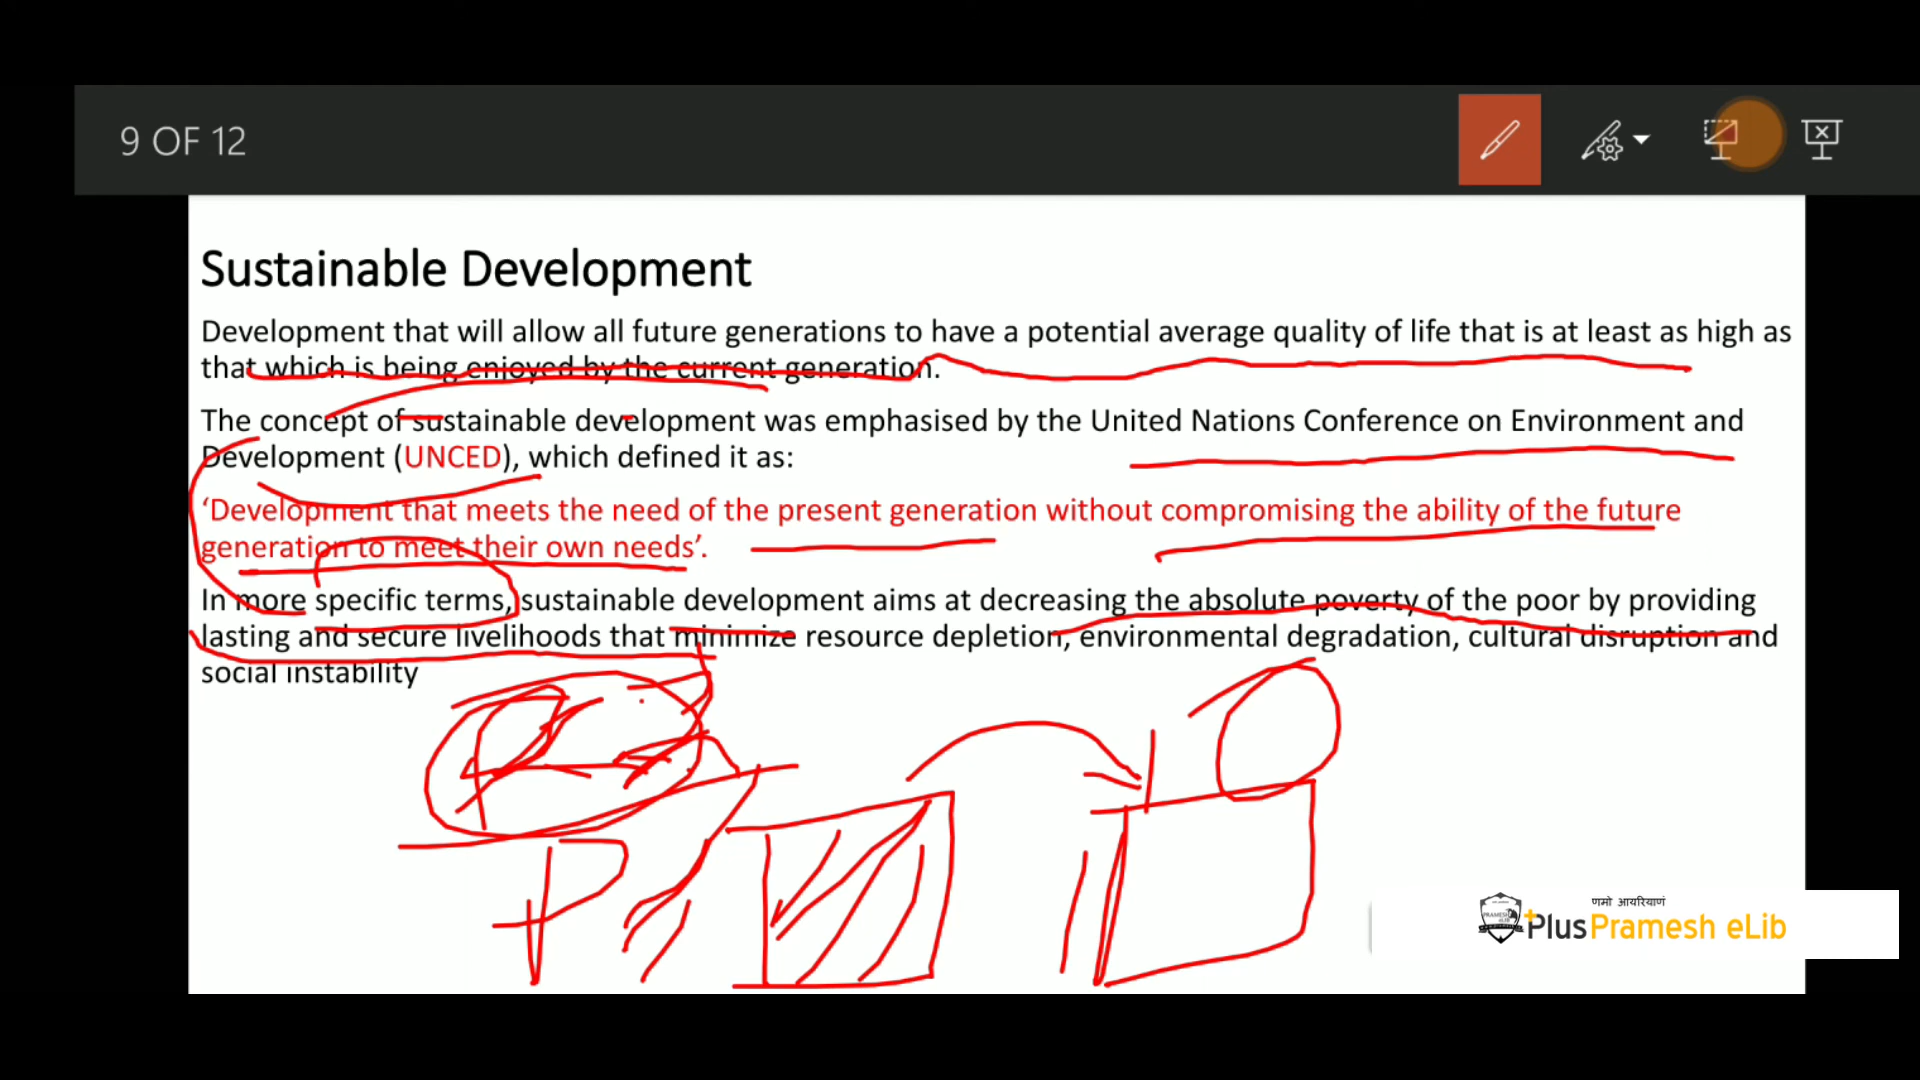 9 OF 12
Sustainable Development
Development that will allow all future generations to have a potential average quality of life that is at least as high as
that which is being enjoyed by the current generation.
The concept of sustainable development was emphasised by the United Nations Conference on Environment and
Development (UNCED), which defined it as:
‘Development that meets the need of the present generation without compromising the ability of the future
generation to meet their own needs’.
In more specific terms, sustainable development aims at decreasing the absolute poverty of the poor by providing
lasting and secure livelihoods that minimize resource depletion, environmental degradation, cultural disruption and
social instability
P
णमो आयरियाणं
PRAMESH
eLib
+PlusPramesh eLib